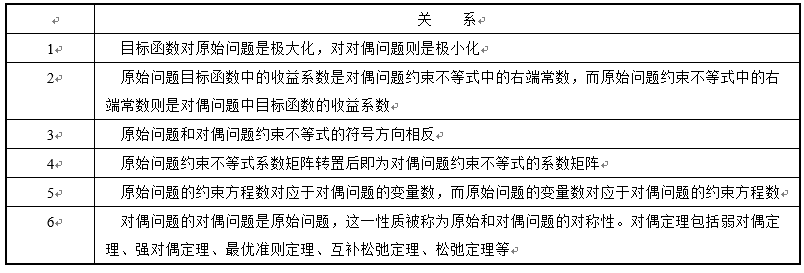 关 系
1 目标函数对原始问题是极大化，对对偶问题则是极小化
2 原始问题目标函数中的收益系数是对偶问题约束不等式中的右端常数，而原始问题约束不等式中的右
端常数则是对偶问题中目标函数的收益系数
3 原始问题和对偶问题约束不等式的符号方向相反
4 原始问题约束不等式系数矩阵转置后即为对偶问题约束不等式的系数矩阵
5 原始问题的约束方程数对应于对偶问题的变量数，而原始问题的变量数对应于对偶问题的约束方程数
6 对偶问题的对偶问题是原始问题，这一性质被称为原始和对偶问题的对称性。对偶定理包括弱对偶定
理、强对偶定理、最优准则定理、互补松弛定理、松弛定理等